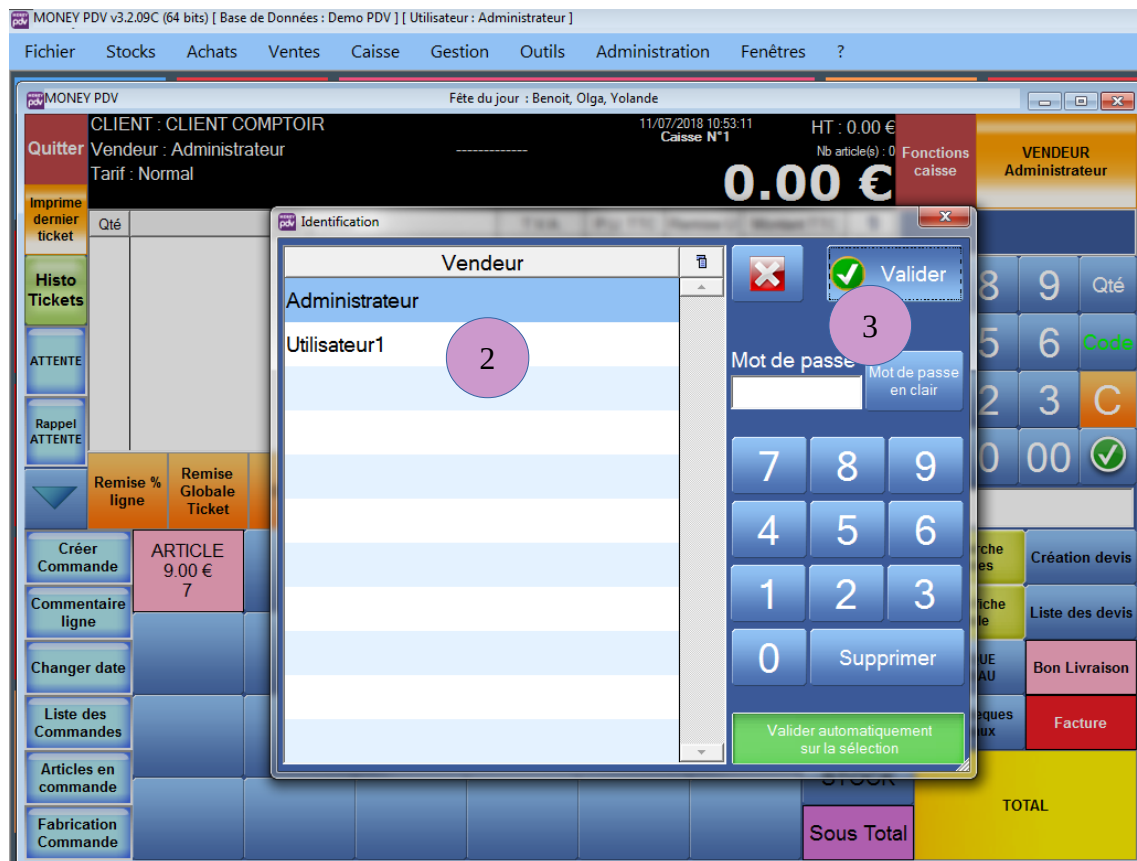 MONEY PDV v3.2.09C (64 bits) [ Base de Données : Demo PDV ] [ Utilisateur : Administrateur ]
Fichier Stocks Achats Ventes Caisse Gestion Outils Administration Fenêtres ?
MONEY PDV Fête du jour : Benoit, Olga, Yolande
Quitter
CLIENT : CLIENT COMPTOIR
Vendeur : Administrateur
Tarif : Normal
------------
11/07/2018 10:53:11
Caisse N°1
HT : 0.00 €
Nb article(s) : 0
0.00 €
Fonctions
caisse
VENDEUR
Administrateur
Imprime
dernier
ticket
Qté
Histo
Tickets
ATTENTE
Rappel
ATTENTE
Remise %
ligne
Remise
Globale
Ticket
Identification
Vendeur
Administrateur
Utilisateur1
2
Valider
3
Mot de passe
Mot de passe
en clair
7 8 9
4 5 6
1 2 3
0 Supprimer
Valider automatiquement
sur la sélection
8 9 Qté
5 6 Code
2 3 C
0 00
Créer
Commande
ARTICLE
9.00 €
7
Création devis
Commentaire
ligne
Liste des devis
Changer date
Bon Livraison
Liste des
Commandes
Facture
Articles en
commande
STOCK
TOTAL
Fabrication
Commande
Sous Total